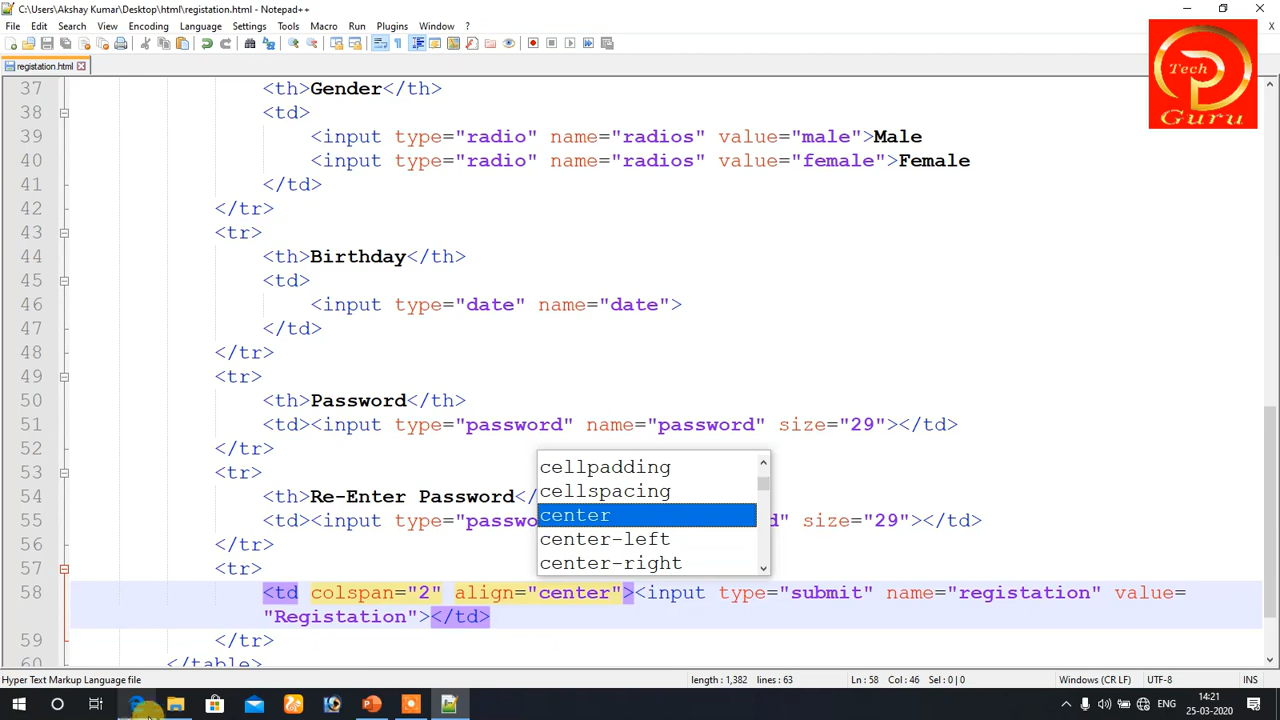 C:\Users\Akshay Kumar\Desktop\html\registation.html - Notepad++
File Edit Search View Encoding Language Settings Tools Macro Run Plugins Window ?
X
registation.html
Tech
Guru
37 <th>Gender</th>
38 <td>
39 <input type="radio" name="radios" value="male">Male
40 <input type="radio" name="radios" value="female">Female
41 </td>
42 </tr>
43 <tr>
44 <th>Birthday</th>
45 <td>
46 <input type="date" name="date">
47 </td>
48 </tr>
49 <tr>
50 <th>Password</th>
51 <td><input type="password" name="password" size="29"></td>
52 </tr>
53 <tr>
54 <th>Re-Enter Password</
55 <td><input type="passwo d" size="29"></td>
56 </tr>
57 <tr>
58 <td colspan="2" align="center"><input type="submit" name="registation" value=
"Registation"></td>
59 </tr>
60 </table>
cellpadding
cellspacing
center
center-left
center-right
Hyper Text Markup Language file length : 1,382 lines : 63 Ln : 58 Col : 46 Sel : 0 | 0 Windows (CR LF) UTF-8 INS
ENG 14:21
25-03-2020